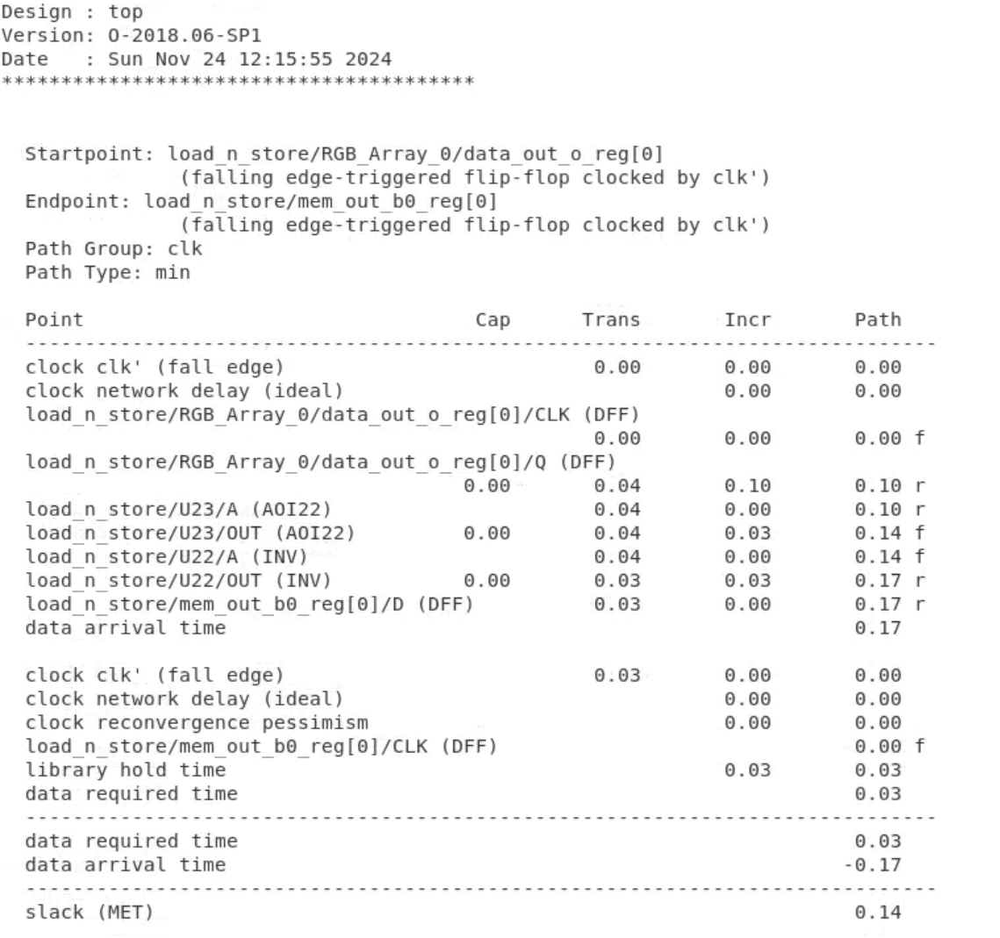 Design : top
Version: O-2018.06-SP1
Date   : Sun Nov 24 12:15:55 2024
****************************************
Startpoint: load_n_store/RGB_Array_0/data_out_o_reg[0]
(falling edge-triggered flip-flop clocked by clk')
Endpoint: load_n_store/mem_out_b0_reg[0]
(falling edge-triggered flip-flop clocked by clk')
Path Group: clk
Path Type: min
Point Cap Trans Incr Path
-----------------------------------------------------------------------------
clock clk' (fall edge) 0.00 0.00 0.00
clock network delay (ideal) 0.00 0.00
load_n_store/RGB_Array_0/data_out_o_reg[0]/CLK (DFF)
0.00 0.00 0.00 f
load_n_store/RGB_Array_0/data_out_o_reg[0]/Q (DFF)
0.00 0.04 0.10 0.10 r
load_n_store/U23/A (AOI22) 0.04 0.00 0.10 r
load_n_store/U23/OUT (AOI22) 0.00 0.04 0.03 0.14 f
load_n_store/U22/A (INV) 0.04 0.00 0.14 f
load_n_store/U22/OUT (INV) 0.00 0.03 0.03 0.17 r
load_n_store/mem_out_b0_reg[0]/D (DFF) 0.03 0.00 0.17 r
data arrival time 0.17
clock clk' (fall edge) 0.03 0.00 0.00
clock network delay (ideal) 0.00 0.00
clock reconvergence pessimism 0.00 0.00
load_n_store/mem_out_b0_reg[0]/CLK (DFF) 0.00 f
library hold time 0.03 0.03
data required time 0.03
-----------------------------------------------------------------------------
data required time 0.03
data arrival time -0.17
-----------------------------------------------------------------------------
slack (MET) 0.14